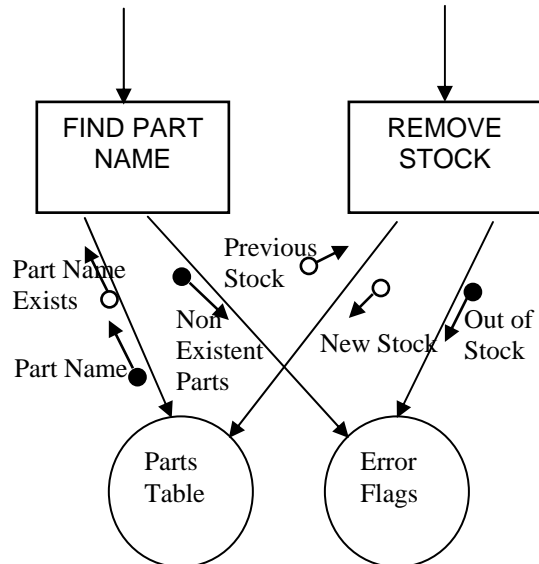 FIND PART
NAME
REMOVE
STOCK
Previous
Stock
Part Name
Exists
Non
Existent
Parts
New Stock
Out of
Stock
Part Name
Parts
Table
Error
Flags